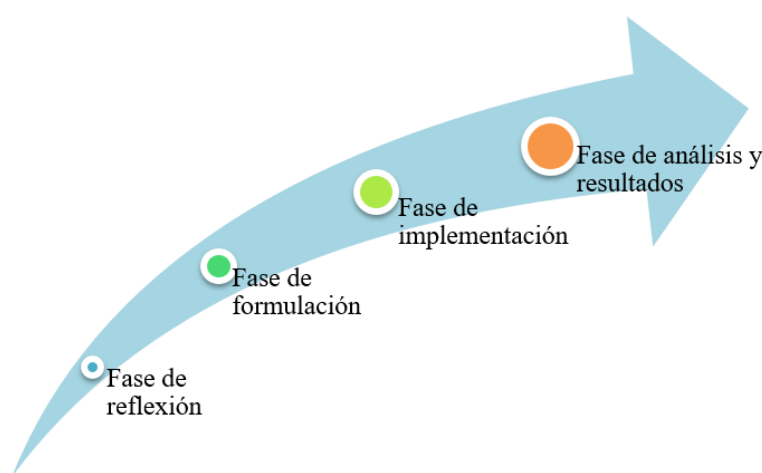 Fase de análisis y
resultados
Fase de
implementación
Fase de
formulación
Fase de
reflexión